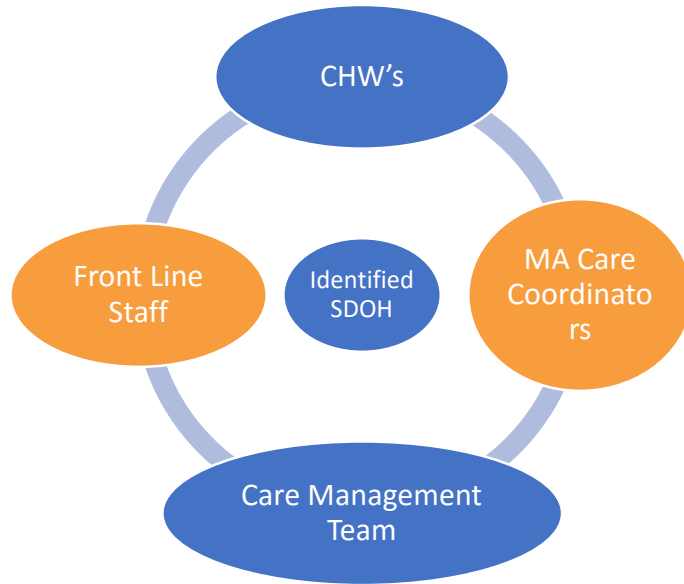 CHW's
Front Line
Staff
Identified
SDOH
MA Care
Coordinato
rs
Care Management
Team